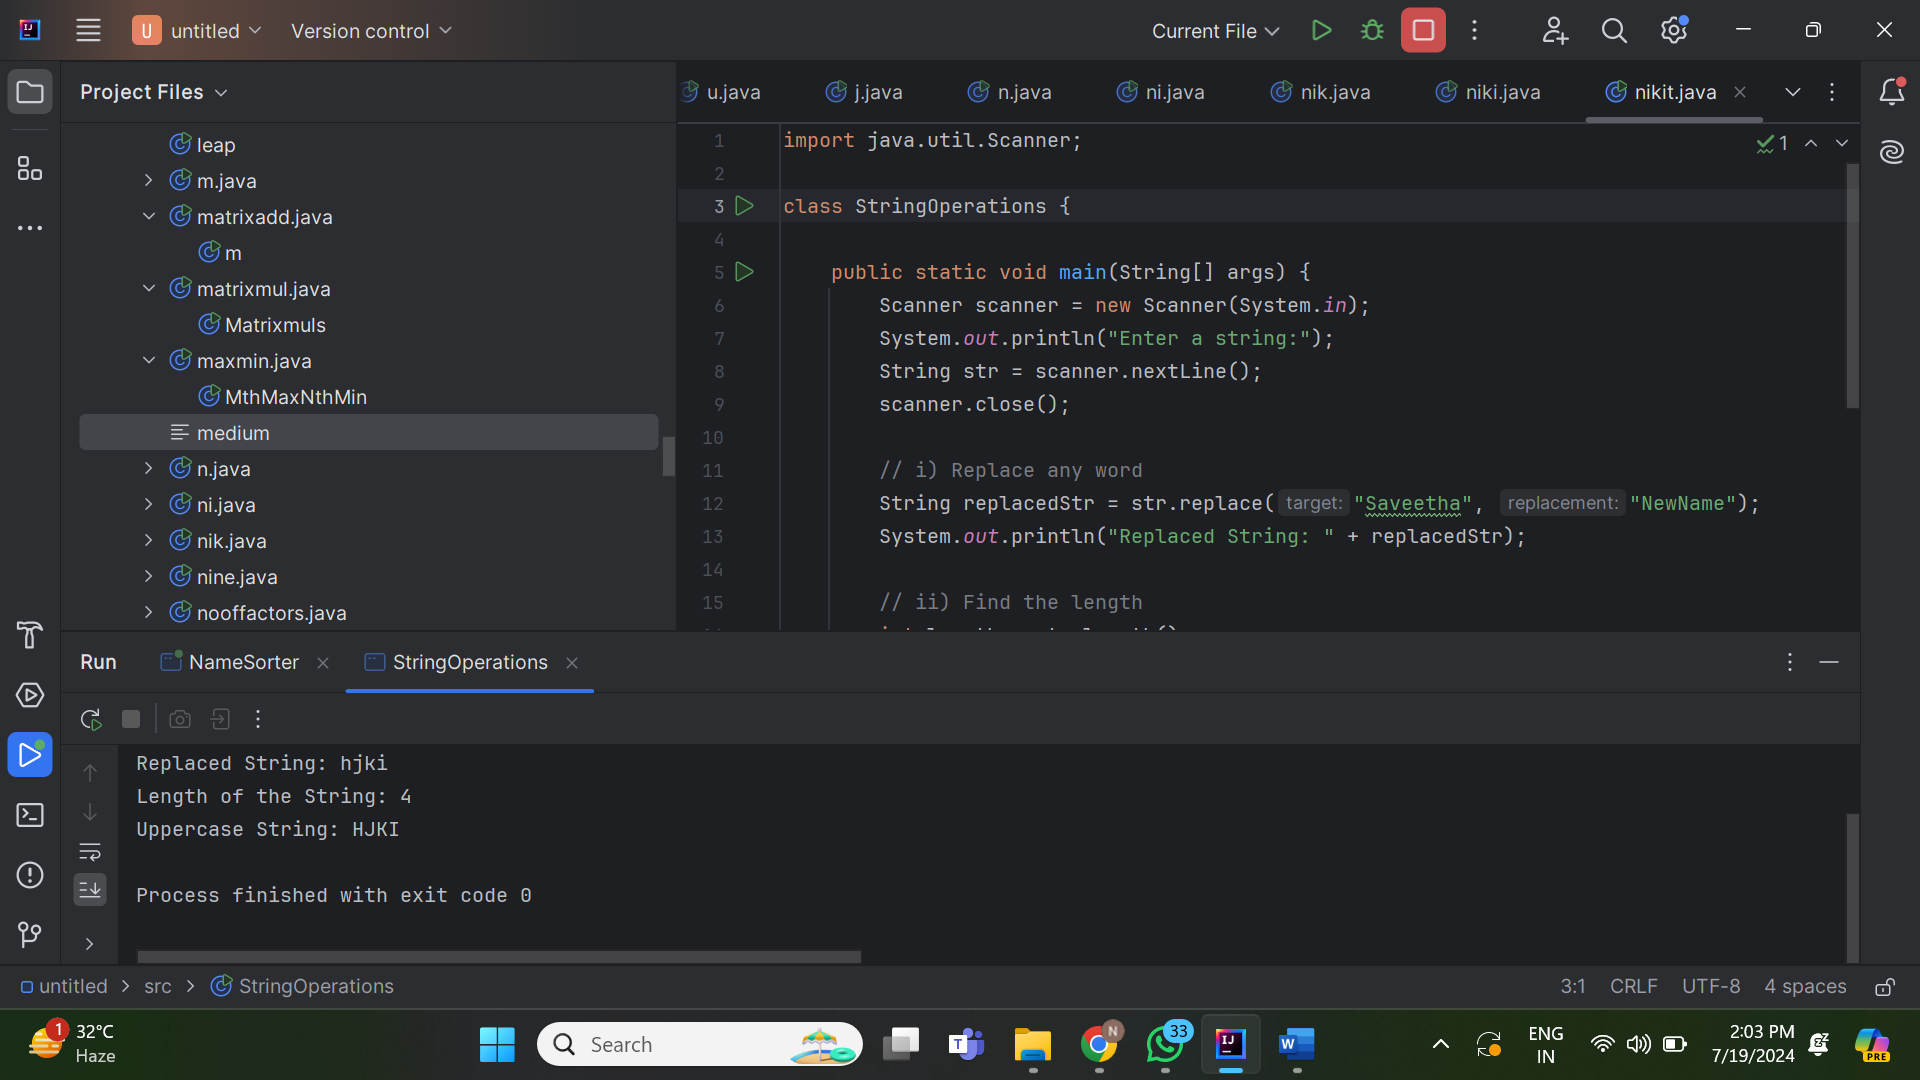 untitled
Version control
Current File
Project Files
u.java
j.java
n.java
ni.java
nik.java
niki.java
nikit.java
leap
m.java
matrixadd.java
m
matrixmul.java
Matrixmuls
maxmin.java
MthMaxNthMin
medium
n.java
ni.java
nik.java
nine.java
nooffactors.java
1
1 import java.util.Scanner;
2
3 class StringOperations {
4
5 public static void main(String[] args) {
6 Scanner scanner = new Scanner(System.in);
7 System.out.println("Enter a string:");
8 String str = scanner.nextLine();
9 scanner.close();
10
11 // i) Replace any word
12 String replacedStr = str.replace( target: "Saveetha", replacement: "NewName");
13 System.out.println("Replaced String: " + replacedStr);
14
15 // ii) Find the length
Run
NameSorter
StringOperations
Replaced String: hjki
Length of the String: 4
Uppercase String: HJKI
Process finished with exit code 0
untitled > src > StringOperations
3:1 CRLF UTF-8 4 spaces
1
32°C
Haze
Search
33
ENG
IN
2:03 PM
7/19/2024
PRE